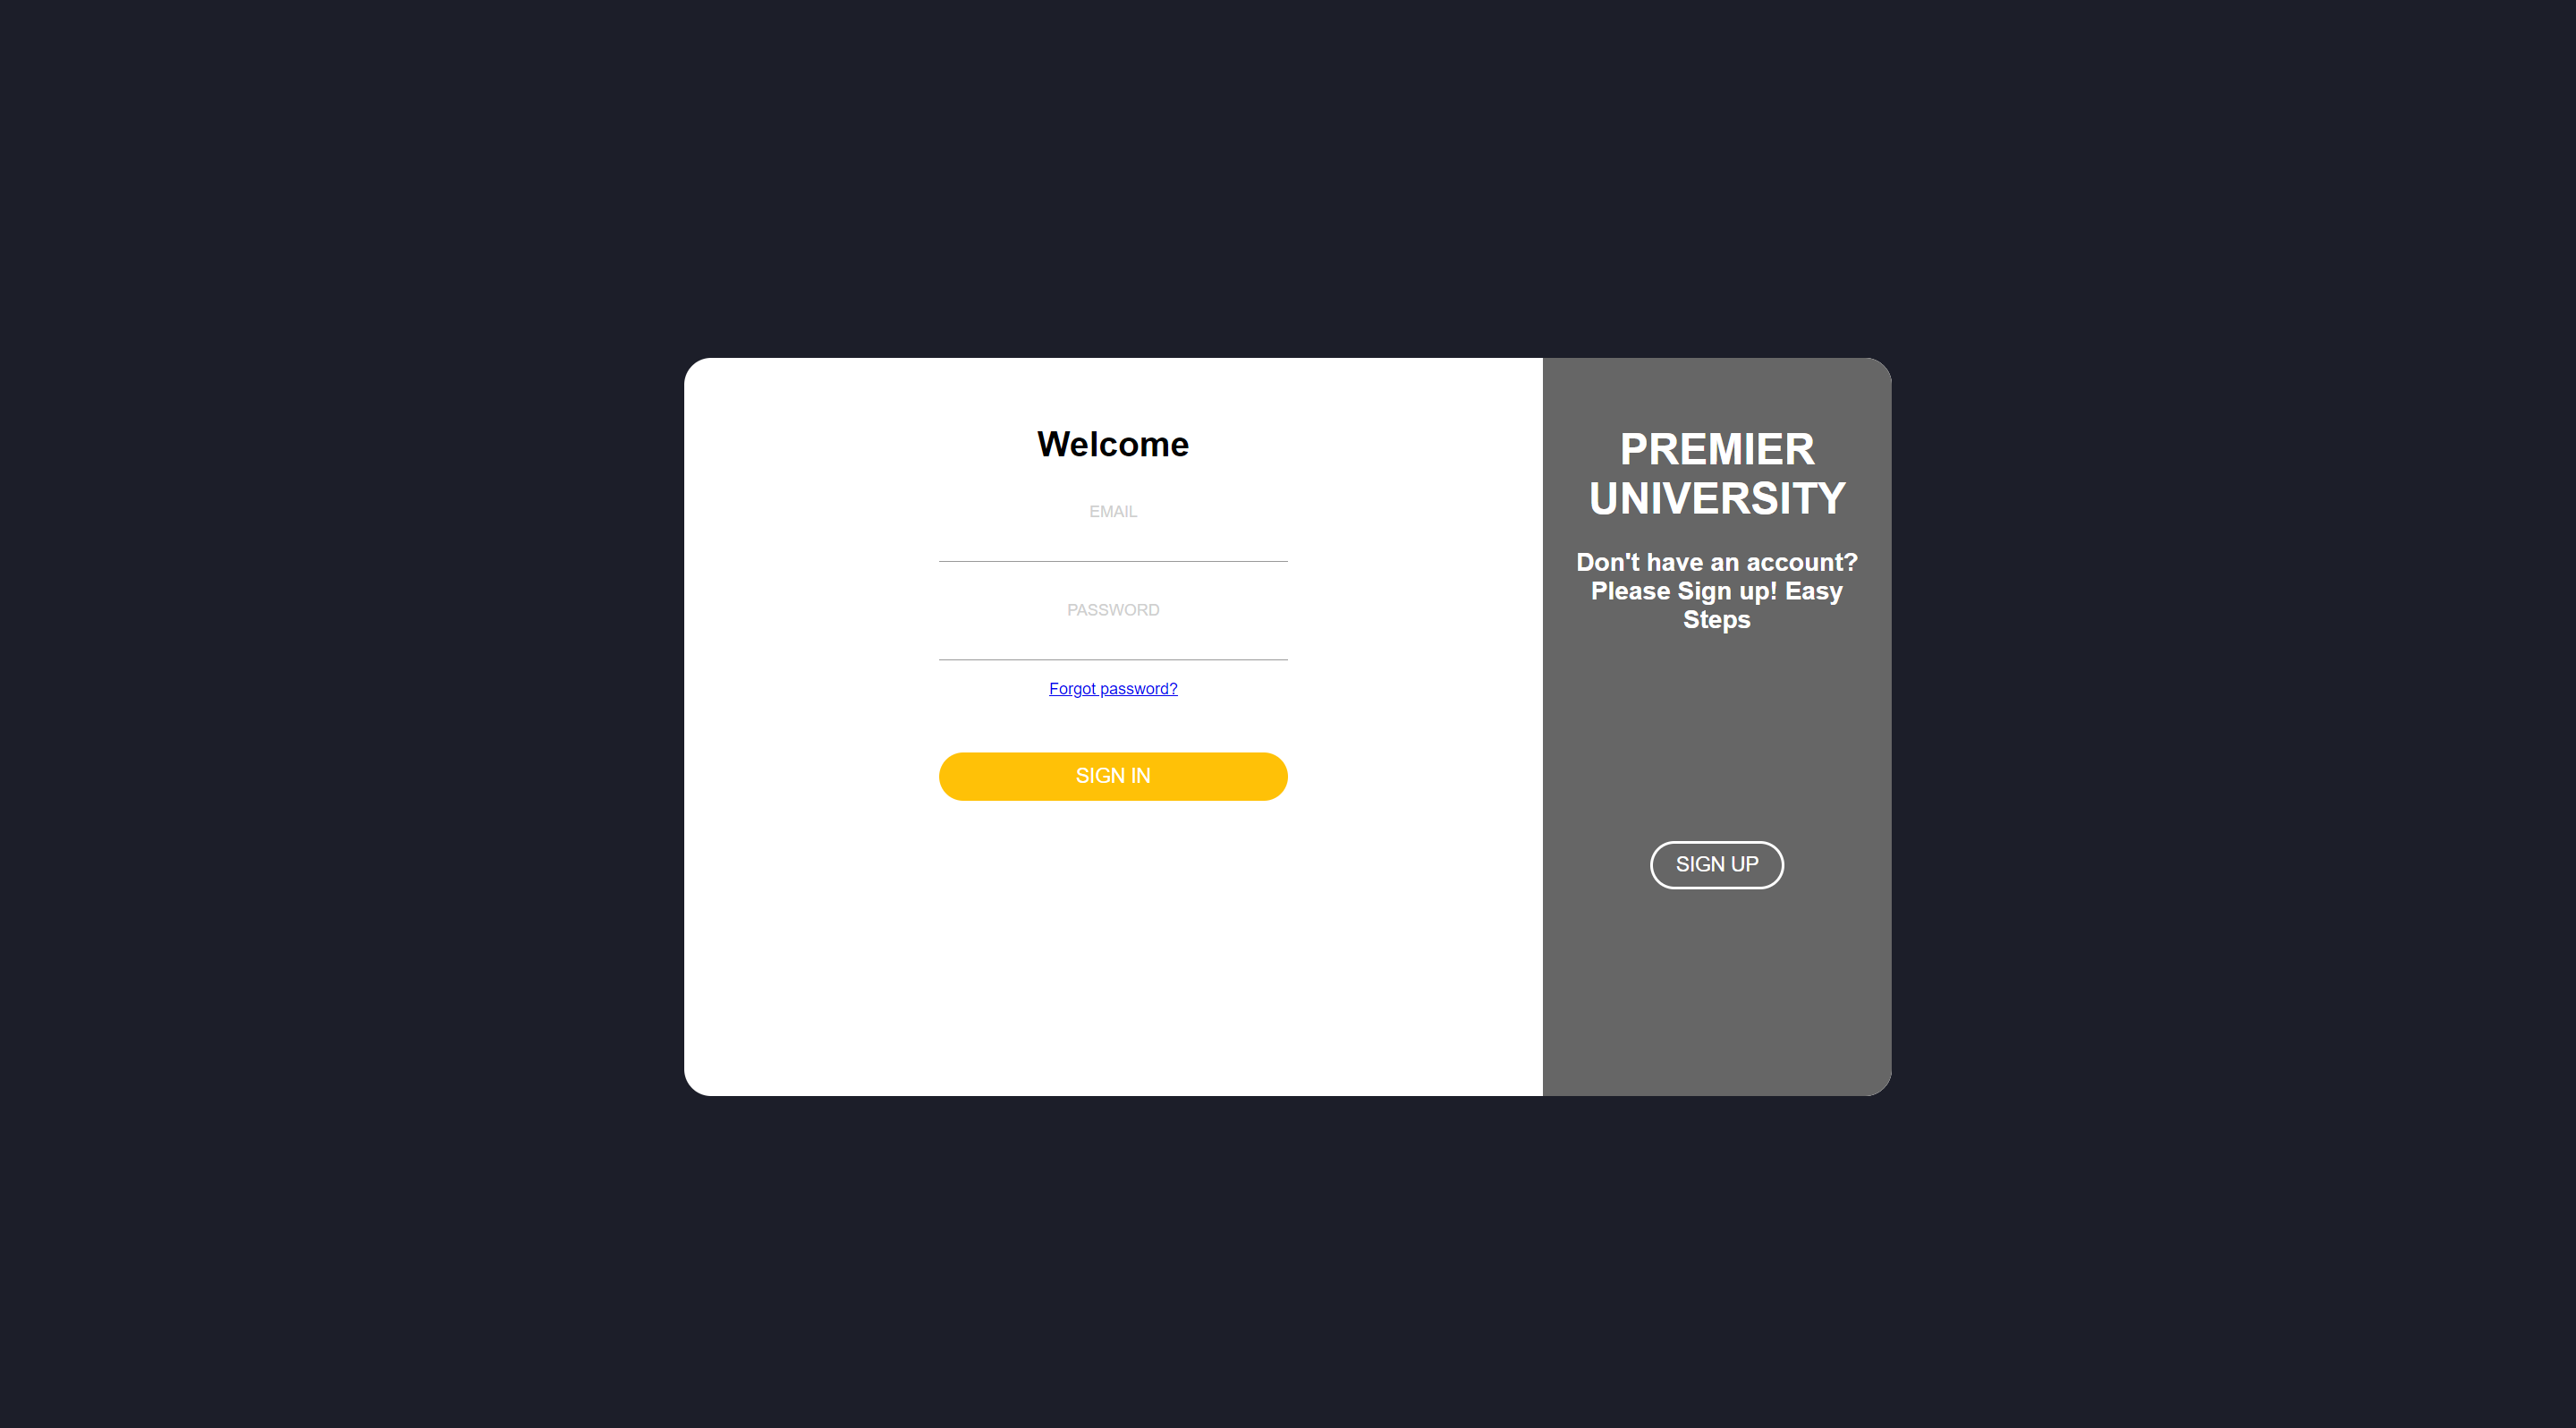 Welcome
EMAIL
PASSWORD
Forgot password?
SIGN IN
PREMIER
UNIVERSITY
Don't have an account?
Please Sign up! Easy
Steps
SIGN UP